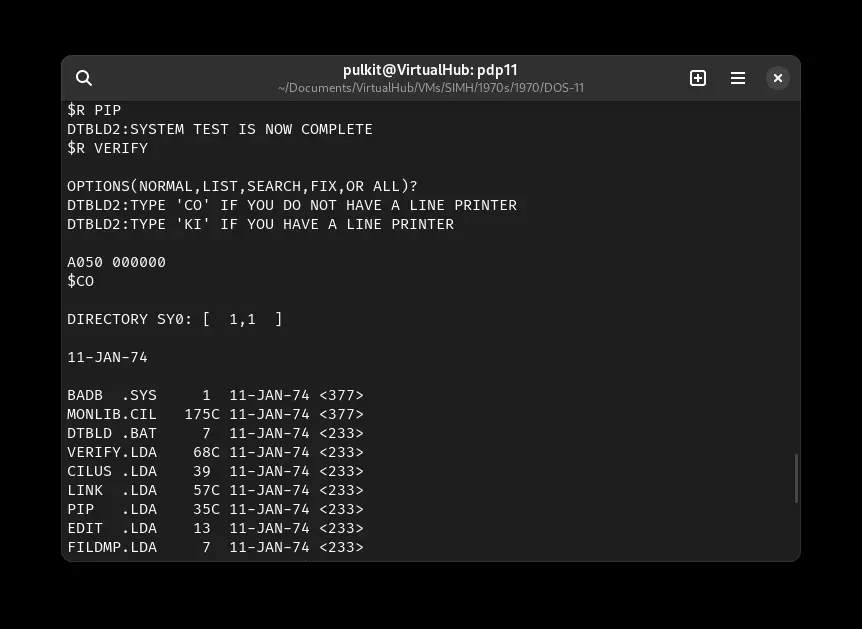 pulkit@VirtualHub: pdp11
~/Documents/VirtualHub/VMs/SIMH/1970s/1970/DOS-11
$R PIP
DTBLD2:SYSTEM TEST IS NOW COMPLETE
$R VERIFY
OPTIONS(NORMAL,LIST,SEARCH,FIX,OR ALL)?
DTBLD2:TYPE 'CO' IF YOU DO NOT HAVE A LINE PRINTER
DTBLD2:TYPE 'KI' IF YOU HAVE A LINE PRINTER
A050 000000
$CO
DIRECTORY SY0: [  1,1  ]
11-JAN-74
BADB  .SYS     1  11-JAN-74 <377>
MONLIB.CIL   175C 11-JAN-74 <377>
DTBLD .BAT     7  11-JAN-74 <233>
VERIFY.LDA    68C 11-JAN-74 <233>
CILUS .LDA    39  11-JAN-74 <233>
LINK  .LDA    57C 11-JAN-74 <233>
PIP   .LDA    35C 11-JAN-74 <233>
EDIT  .LDA    13  11-JAN-74 <233>
FILDMP.LDA     7  11-JAN-74 <233>